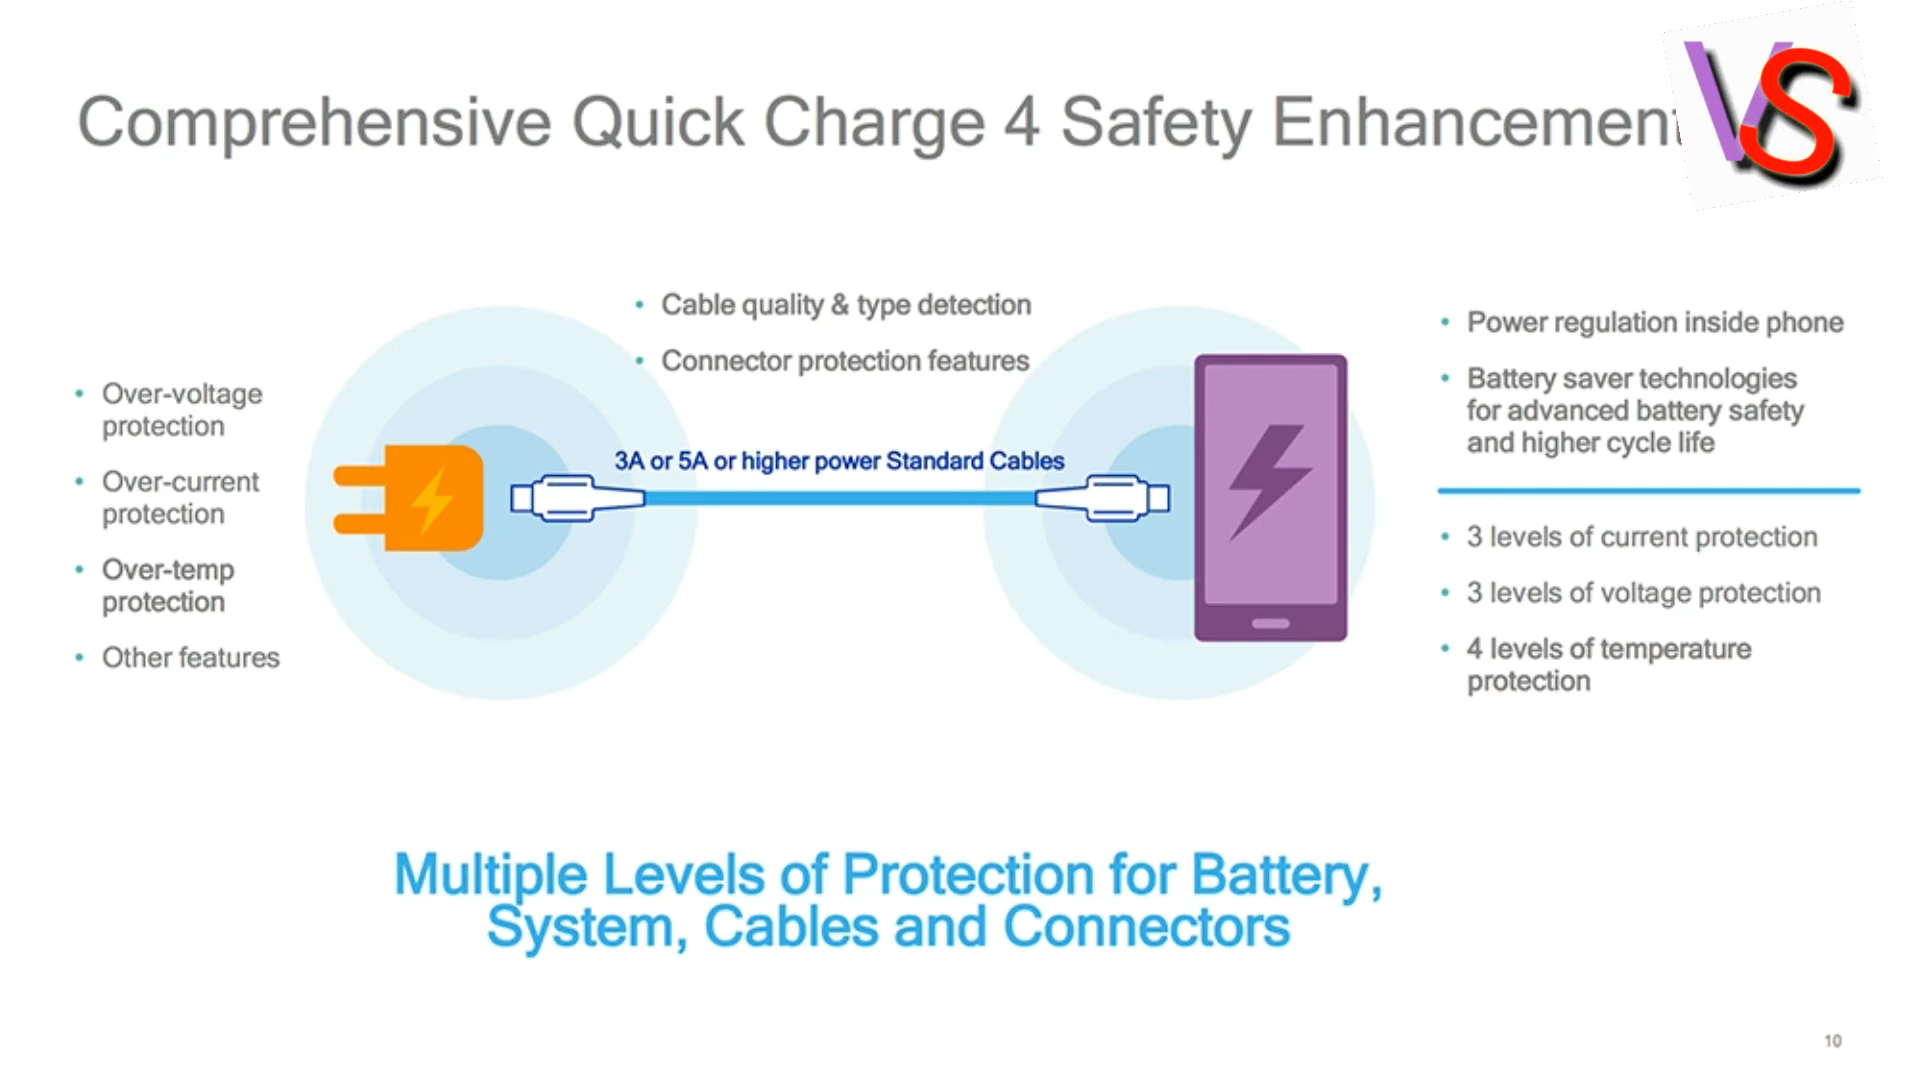 Comprehensive Quick Charge 4 Safety Enhancement
VS
• Cable quality & type detection
• Connector protection features
• Over-voltage
protection
• Over-current
protection
• Over-temp
protection
• Other features
3A or 5A or higher power Standard Cables
• Power regulation inside phone
• Battery saver technologies
for advanced battery safety
and higher cycle life
• 3 levels of current protection
• 3 levels of voltage protection
• 4 levels of temperature
protection
Multiple Levels of Protection for Battery,
System, Cables and Connectors
10